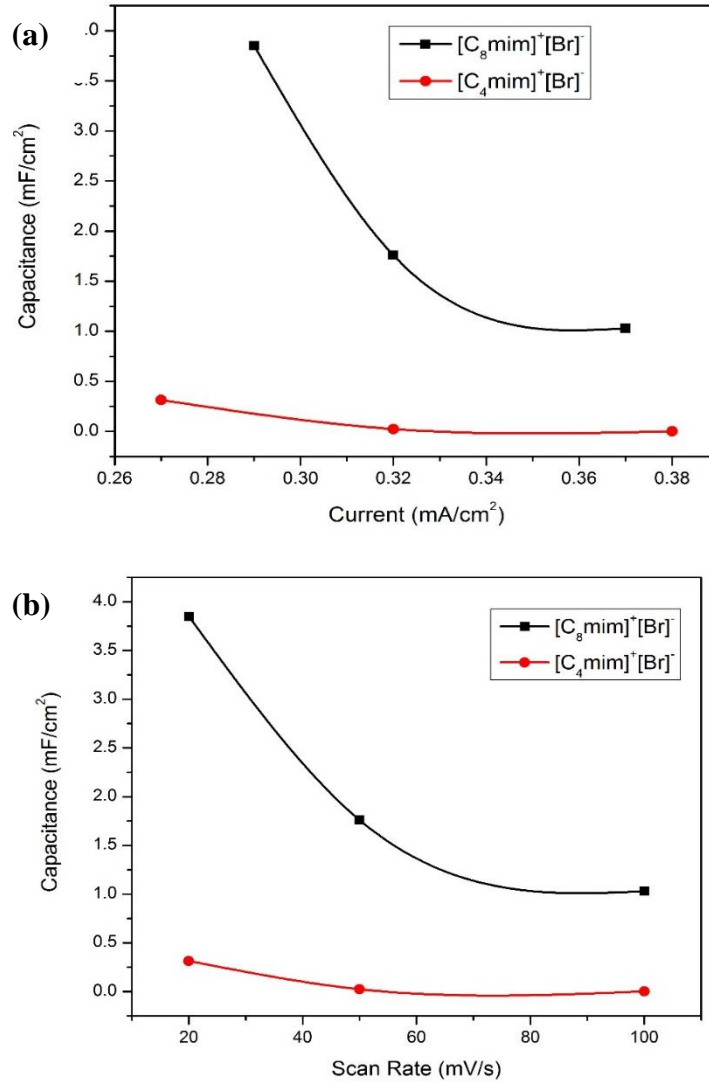 (a)
[C₈mim]⁺[Br]⁻
[C₄mim]⁺[Br]⁻
.0
.5
3.0
2.5
2.0
1.5
1.0
0.5
0.0
Capacitance (mF/cm²)
0.26 0.28 0.30 0.32 0.34 0.36 0.38
Current (mA/cm²)
(b)
[C₈mim]⁺[Br]⁻
[C₄mim]⁺[Br]⁻
4.0
3.5
3.0
2.5
2.0
1.5
1.0
0.5
0.0
Capacitance (mF/cm²)
20 40 60 80 100
Scan Rate (mV/s)